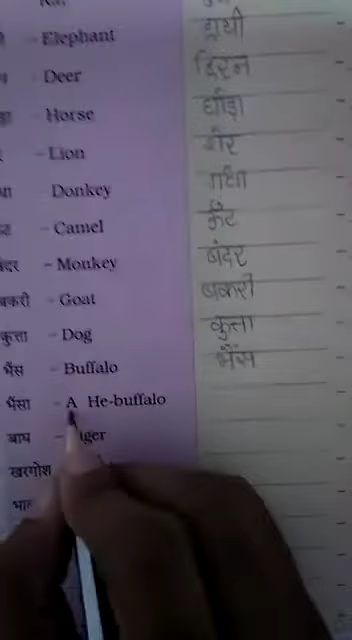 - Elephant हाथी
- Deer हिरन
- Horse घोड़ा
- Lion शेर
Donkey गधा
- Camel ऊँट
बंदर - Monkey बंदर
बकरी - Goat बकरी
कुत्ता - Dog कुत्ता
भैंस - Buffalo भैंस
भैंसा - A He-buffalo
बाघ -
खरगोश